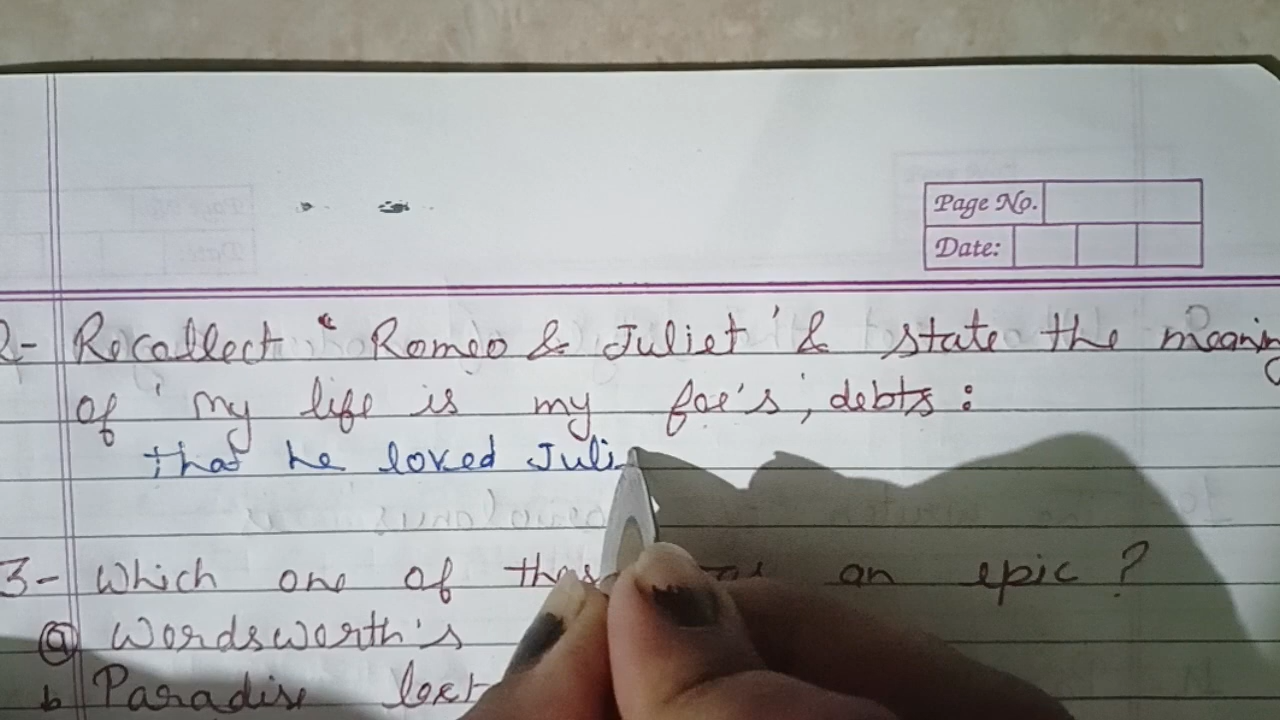 Page No.
Date:
2- Recollect "Romeo & Juliet' & state the meanin
of 'my life is my foe's', debts :
that he loved Juli
3- Which one of an epic ?
a Wordsworth's
b Paradise lost